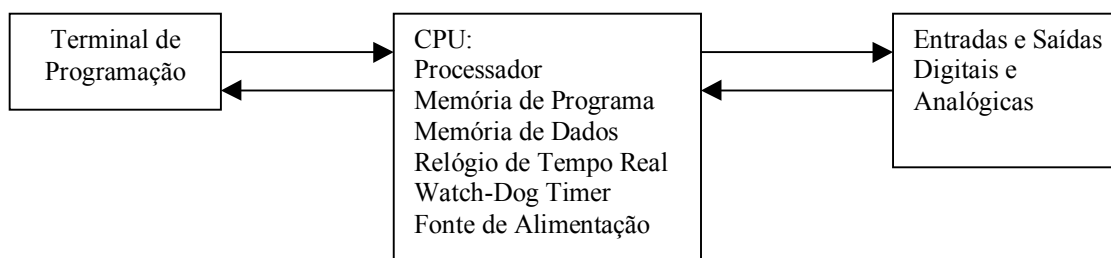 Terminal de
Programação
CPU:
Processador
Memória de Programa
Memória de Dados
Relógio de Tempo Real
Watch-Dog Timer
Fonte de Alimentação
Entradas e Saídas
Digitais e
Analógicas